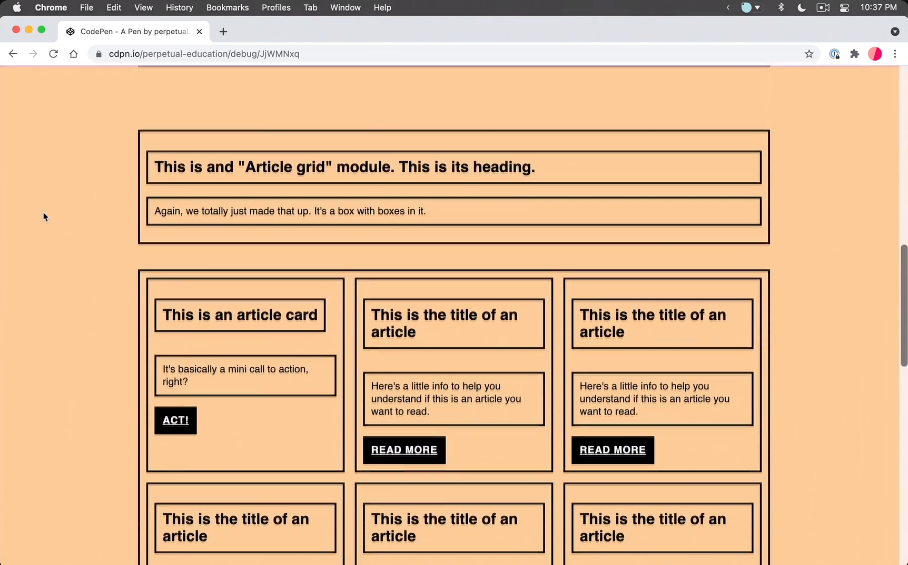 Chrome File Edit View History Bookmarks Profiles Tab Window Help 10:37 PM
CodePen - A Pen by perpetual
cdpn.io/perpetual-education/debug/JjWMNxq
This is and "Article grid" module. This is its heading.
Again, we totally just made that up. It's a box with boxes in it.
This is an article card
It's basically a mini call to action,
right?
ACT!
This is the title of an
article
Here's a little info to help you
understand if this is an article you
want to read.
READ MORE
This is the title of an
article
Here's a little info to help you
understand if this is an article you
want to read.
READ MORE
This is the title of an
article
This is the title of an
article
This is the title of an
article